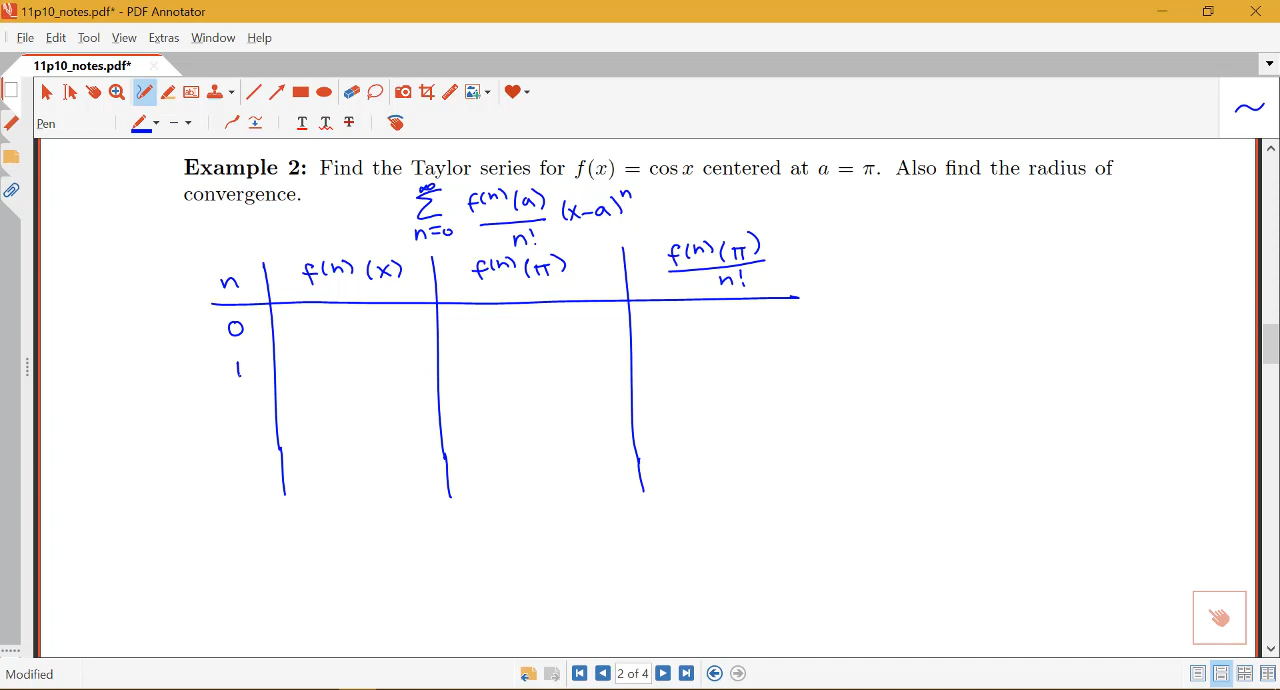 11p10_notes.pdf* - PDF Annotator
File Edit Tool View Extras Window Help
11p10_notes.pdf*
Pen
T T T
Example 2: Find the Taylor series for f(x) = cos x centered at a = π. Also find the radius of
convergence.
∞
∑ f(n)(a) (x-a)^n
n=0 n!
n f(n)(x) f(n)(π) f(n)(π)
n!
0
1
Modified 2 of 4